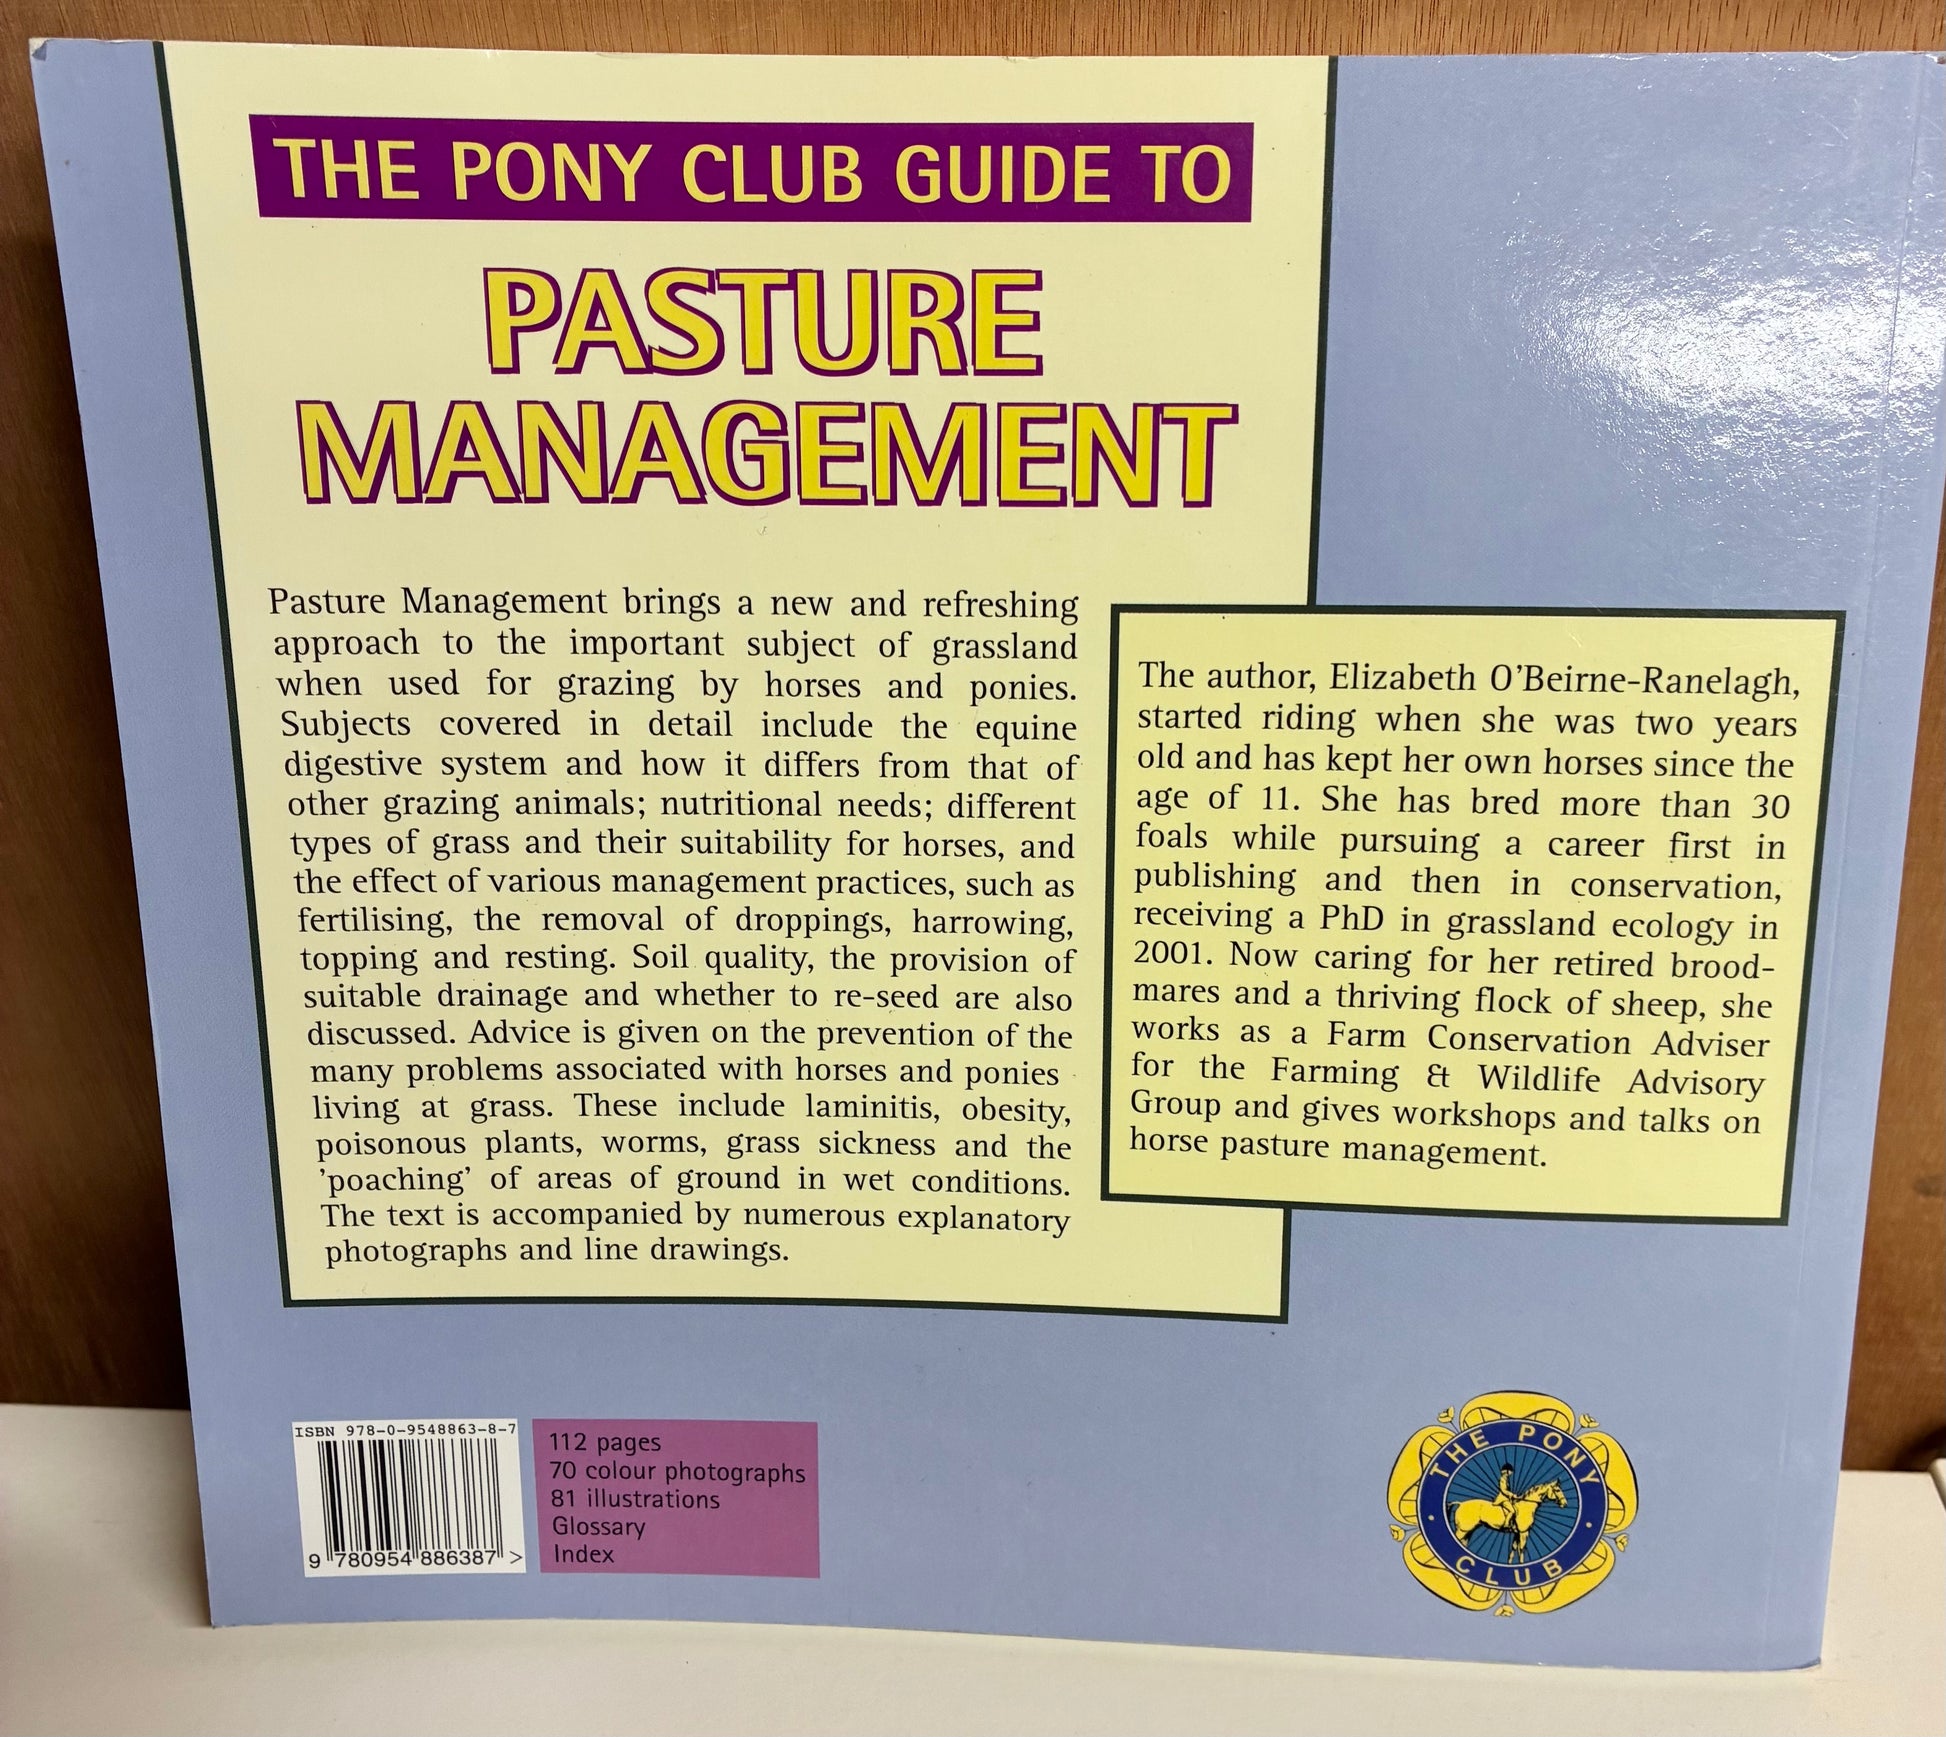 THE PONY CLUB GUIDE TO
PASTURE
MANAGEMENT
Pasture Management brings a new and refreshing
approach to the important subject of grassland
when used for grazing by horses and ponies.
Subjects covered in detail include the equine
digestive system and how it differs from that of
other grazing animals; nutritional needs; different
types of grass and their suitability for horses, and
the effect of various management practices, such as
fertilising, the removal of droppings, harrowing,
topping and resting. Soil quality, the provision of
suitable drainage and whether to re-seed are also
discussed. Advice is given on the prevention of the
many problems associated with horses and ponies
living at grass. These include laminitis, obesity,
poisonous plants, worms, grass sickness and the
'poaching' of areas of ground in wet conditions.
The text is accompanied by numerous explanatory
photographs and line drawings.
The author, Elizabeth O'Beirne-Ranelagh,
started riding when she was two years
old and has kept her own horses since the
age of 11. She has bred more than 30
foals while pursuing a career first in
publishing and then in conservation,
receiving a PhD in grassland ecology in
2001. Now caring for her retired brood-
mares and a thriving flock of sheep, she
works as a Farm Conservation Adviser
for the Farming & Wildlife Advisory
Group and gives workshops and talks on
horse pasture management.
ISBN 978-0-9548863-8-7
9 780954 886387 >
112 pages
70 colour photographs
81 illustrations
Glossary
Index
THE PONY
CLUB